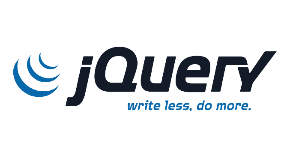 jQuery
write less, do more.